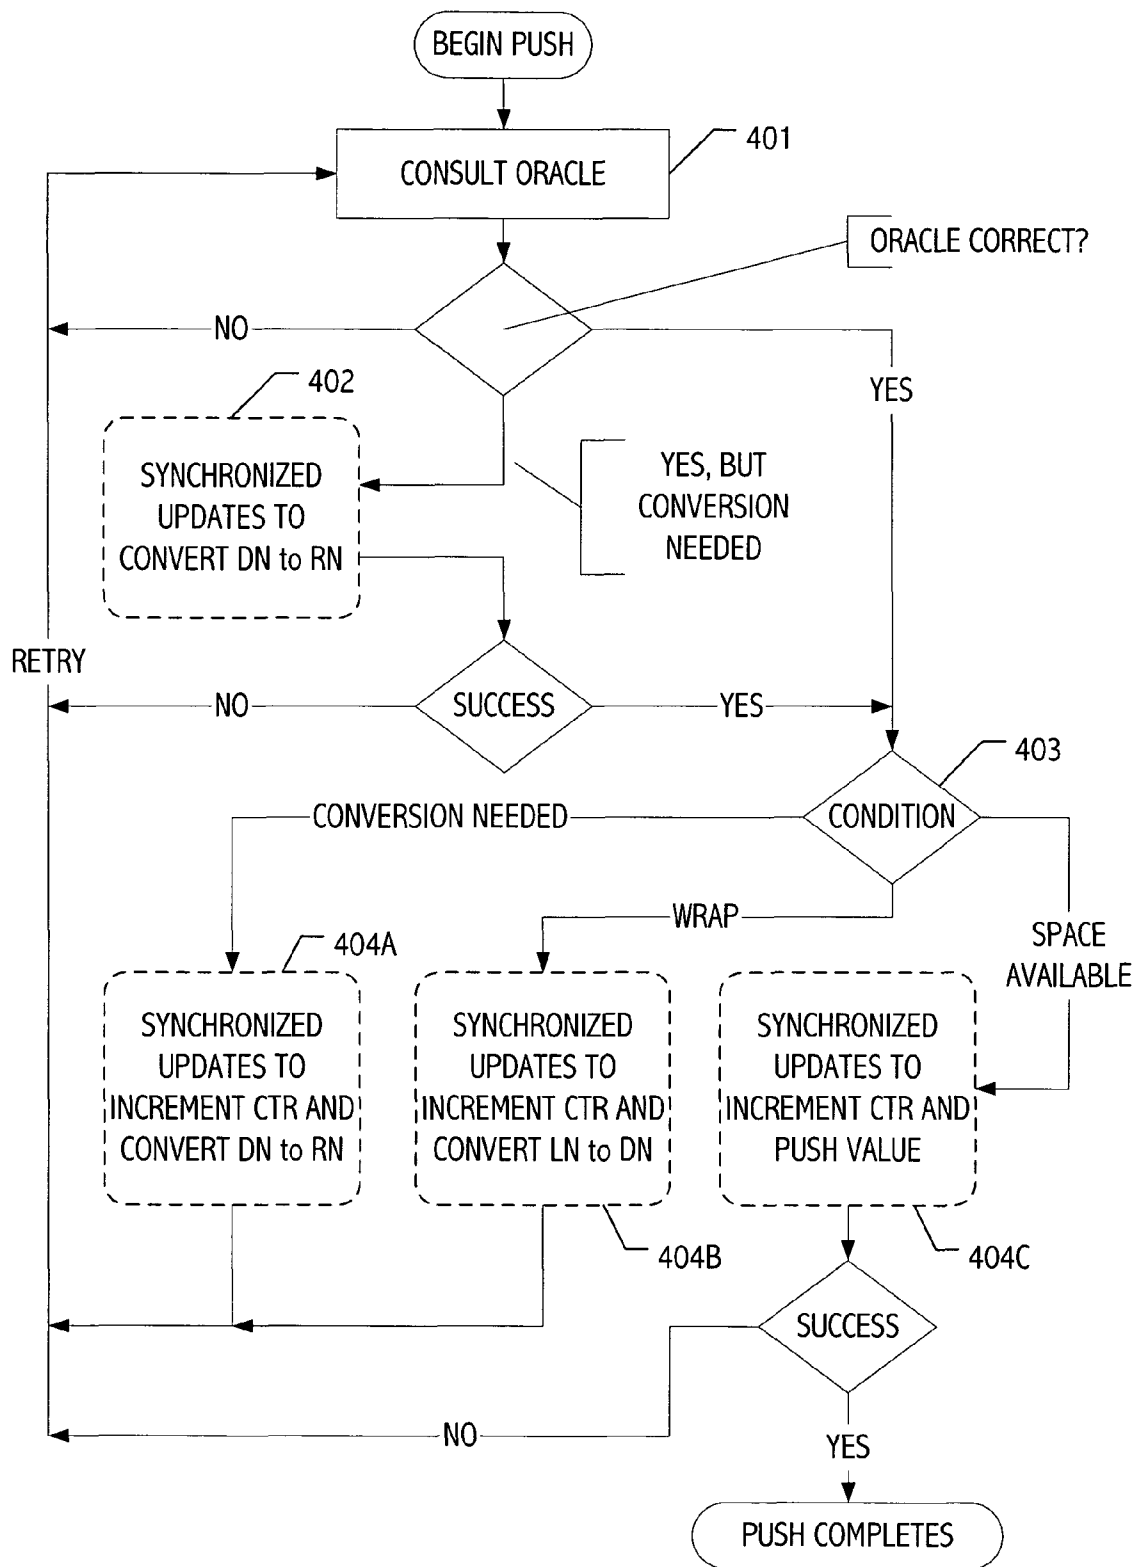 BEGIN PUSH
401
CONSULT ORACLE
ORACLE CORRECT?
NO
YES
402
SYNCHRONIZED
UPDATES TO
CONVERT DN to RN
YES, BUT
CONVERSION
NEEDED
RETRY
NO
SUCCESS
YES
403
CONDITION
CONVERSION NEEDED
WRAP
SPACE
AVAILABLE
404A
SYNCHRONIZED
UPDATES TO
INCREMENT CTR AND
CONVERT DN to RN
SYNCHRONIZED
UPDATES TO
INCREMENT CTR AND
CONVERT LN to DN
404B
SYNCHRONIZED
UPDATES TO
INCREMENT CTR AND
PUSH VALUE
404C
SUCCESS
NO
YES
PUSH COMPLETES